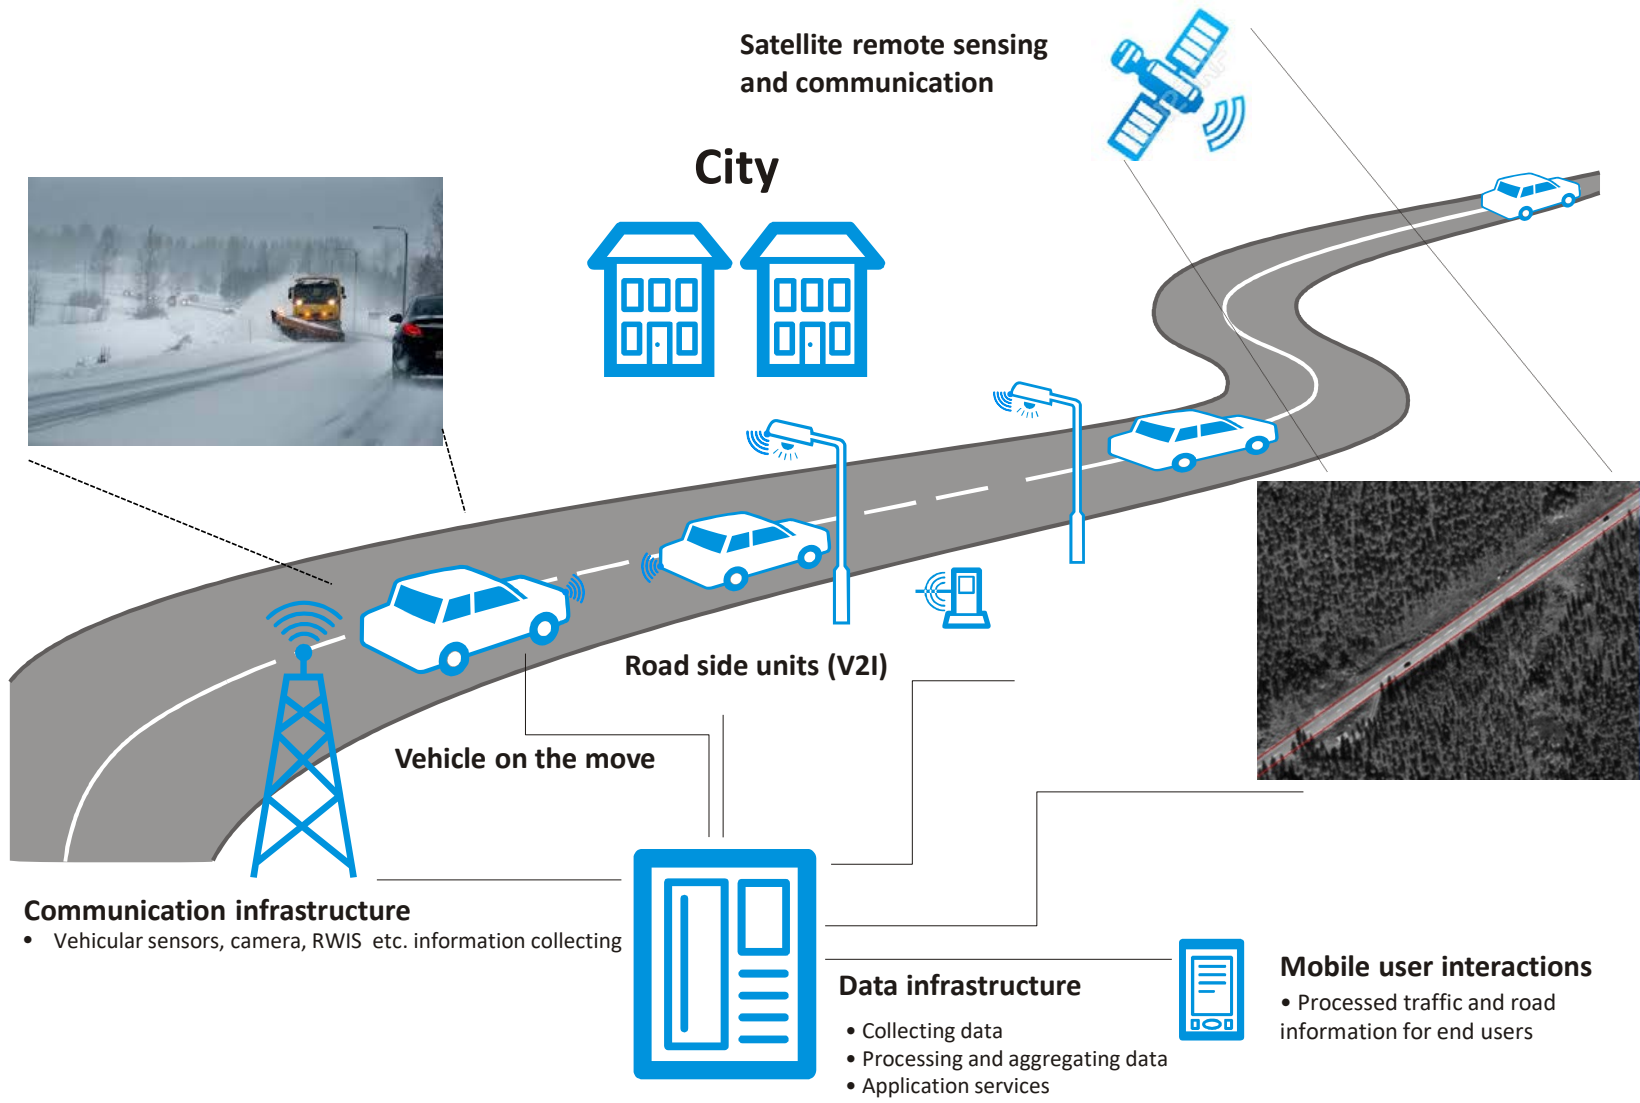 Satellite remote sensing
and communication
City
Road side units (V2I)
Vehicle on the move
Communication infrastructure
• Vehicular sensors, camera, RWIS etc. information collecting
Data infrastructure
• Collecting data
• Processing and aggregating data
• Application services
Mobile user interactions
• Processed traffic and road
information for end users